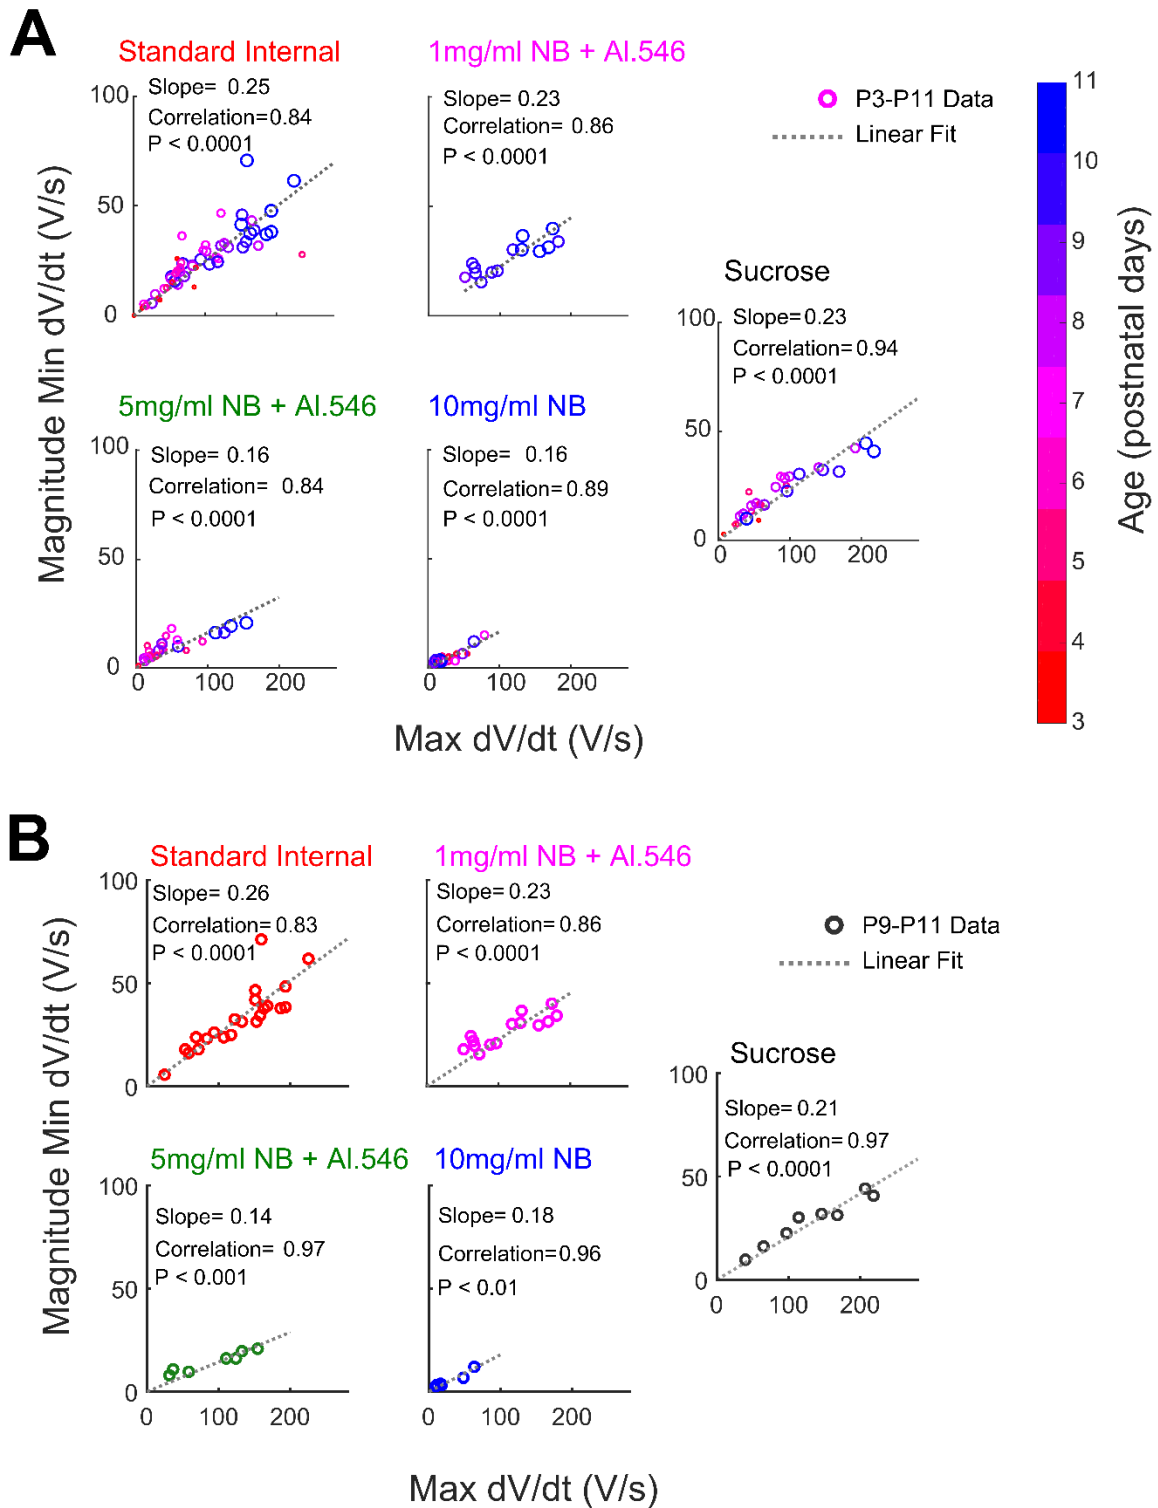 A
Standard Internal
Slope= 0.25
Correlation=0.84
P < 0.0001
100
50
0
1mg/ml NB + Al.546
Slope= 0.23
Correlation= 0.86
P < 0.0001
P3-P11 Data
Linear Fit
Sucrose
Slope= 0.23
Correlation= 0.94
P < 0.0001
100
50
0
0 100 200
5mg/ml NB + Al.546
Slope= 0.16
Correlation= 0.84
P < 0.0001
100
50
0
0 100 200
10mg/ml NB
Slope= 0.16
Correlation= 0.89
P < 0.0001
0 100 200
Magnitude Min dV/dt (V/s)
Max dV/dt (V/s)
11
10
9
8
7
6
5
4
3
Age (postnatal days)
B
Standard Internal
Slope= 0.26
Correlation= 0.83
P < 0.0001
100
50
0
1mg/ml NB + Al.546
Slope= 0.23
Correlation= 0.86
P < 0.0001
P9-P11 Data
Linear Fit
Sucrose
Slope= 0.21
Correlation= 0.97
P < 0.0001
100
50
0
0 100 200
5mg/ml NB + Al.546
Slope= 0.14
Correlation= 0.97
P < 0.001
100
50
0
0 100 200
10mg/ml NB
Slope= 0.18
Correlation= 0.96
P < 0.01
0 100 200
Magnitude Min dV/dt (V/s)
Max dV/dt (V/s)